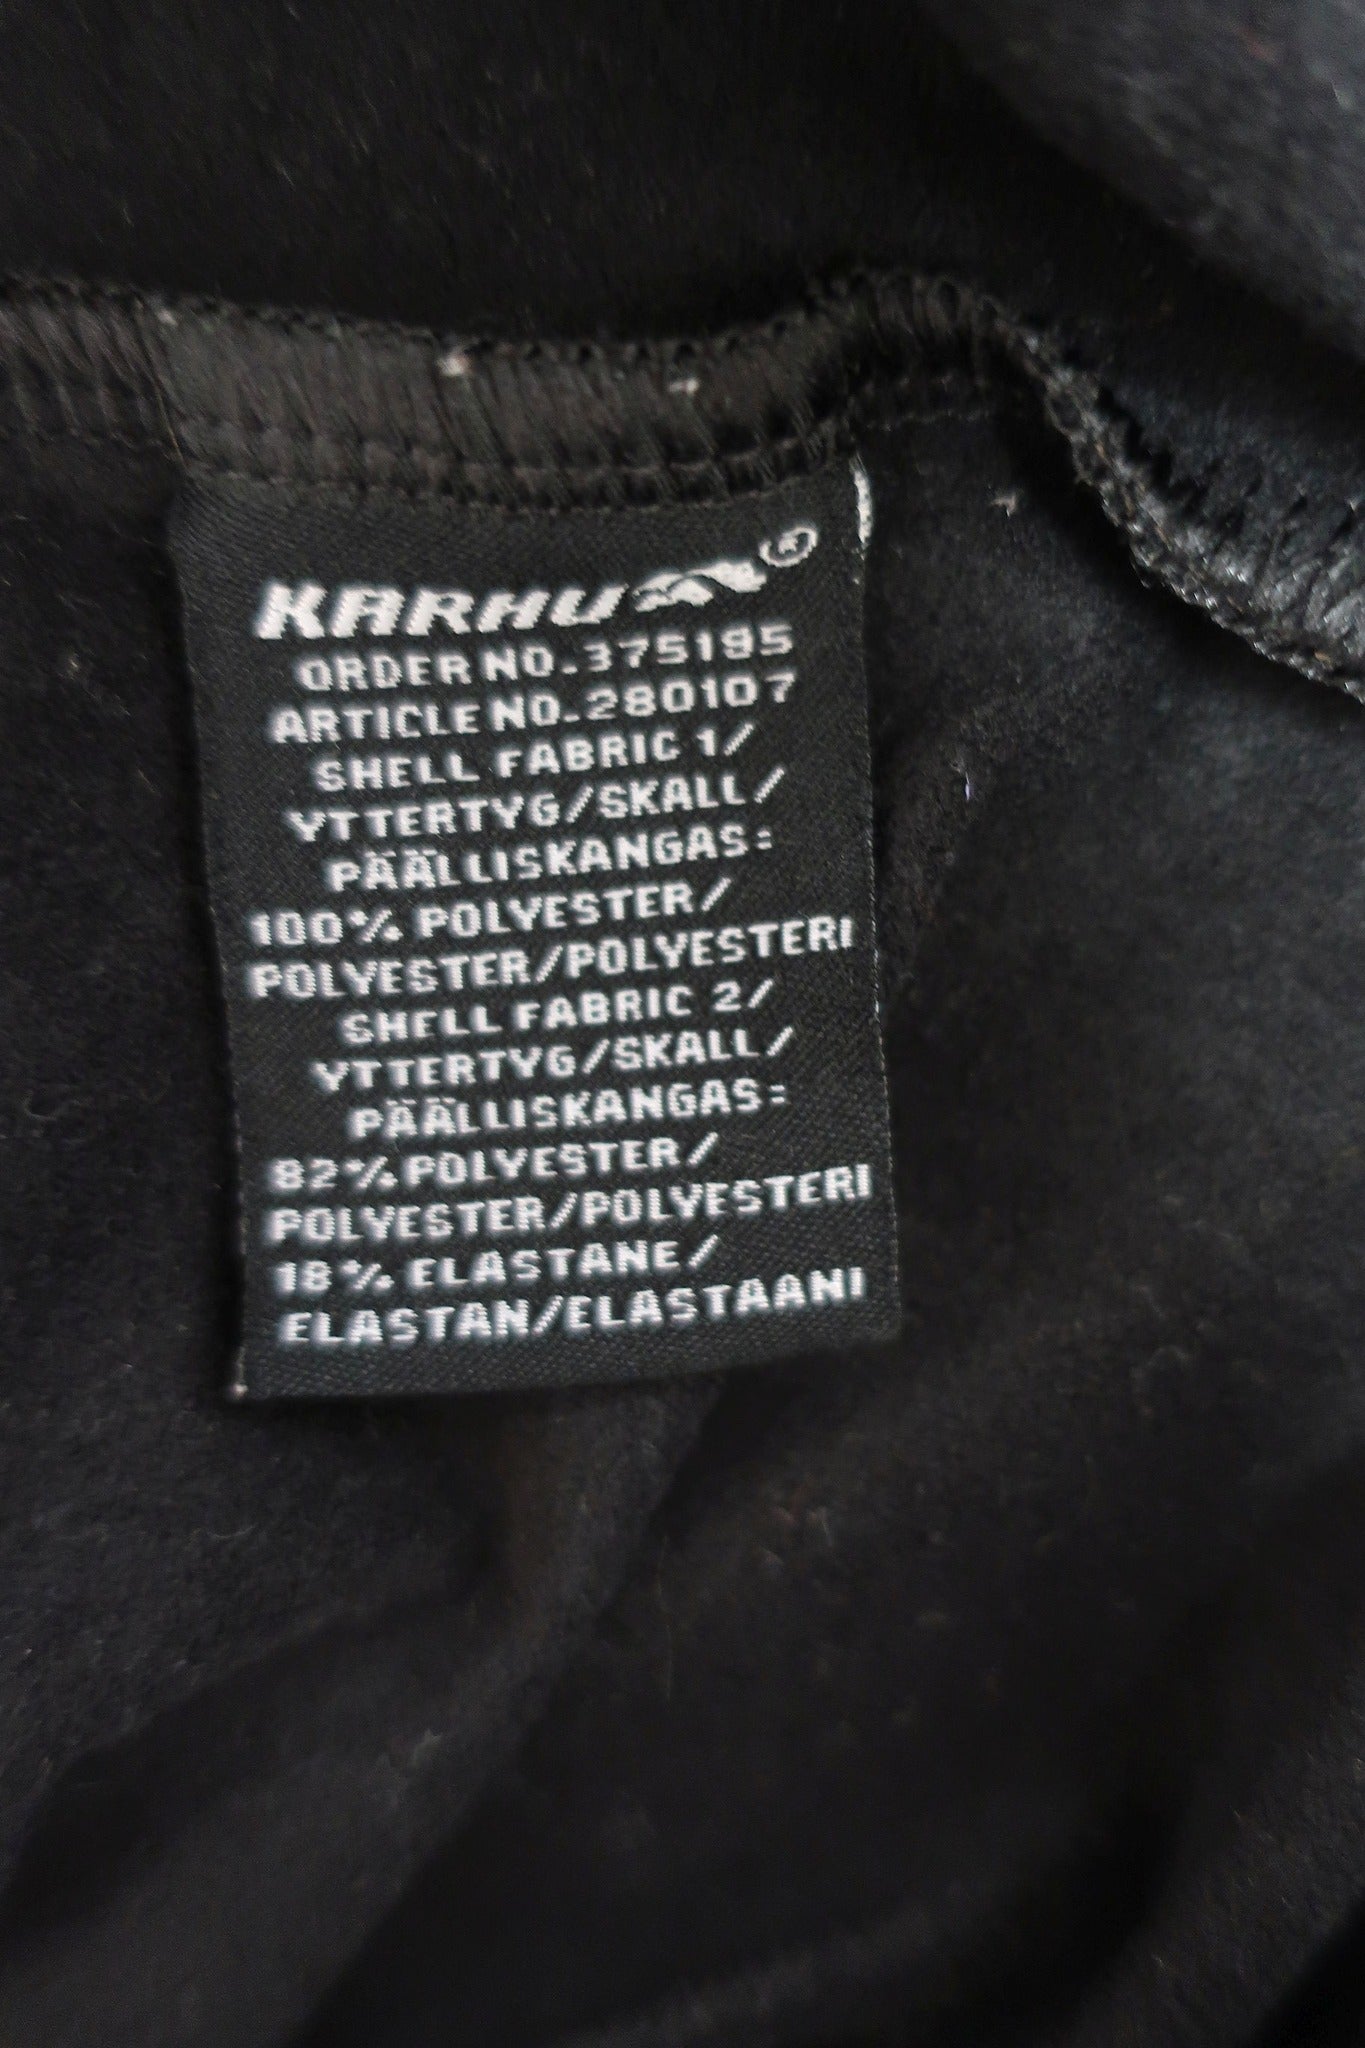 KARHU ®
ORDER NO.375195
ARTICLE NO.280107
SHELL FABRIC 1/
YTTERTYG/SKALL/
PÄÄLLISKANGAS:
100% POLYESTER/
POLYESTER/POLYESTERI
SHELL FABRIC 2/
YTTERTYG/SKALL/
PÄÄLLISKANGAS:
82% POLYESTER/
POLYESTER/POLYESTERI
18% ELASTANE/
ELASTAN/ELASTAANI